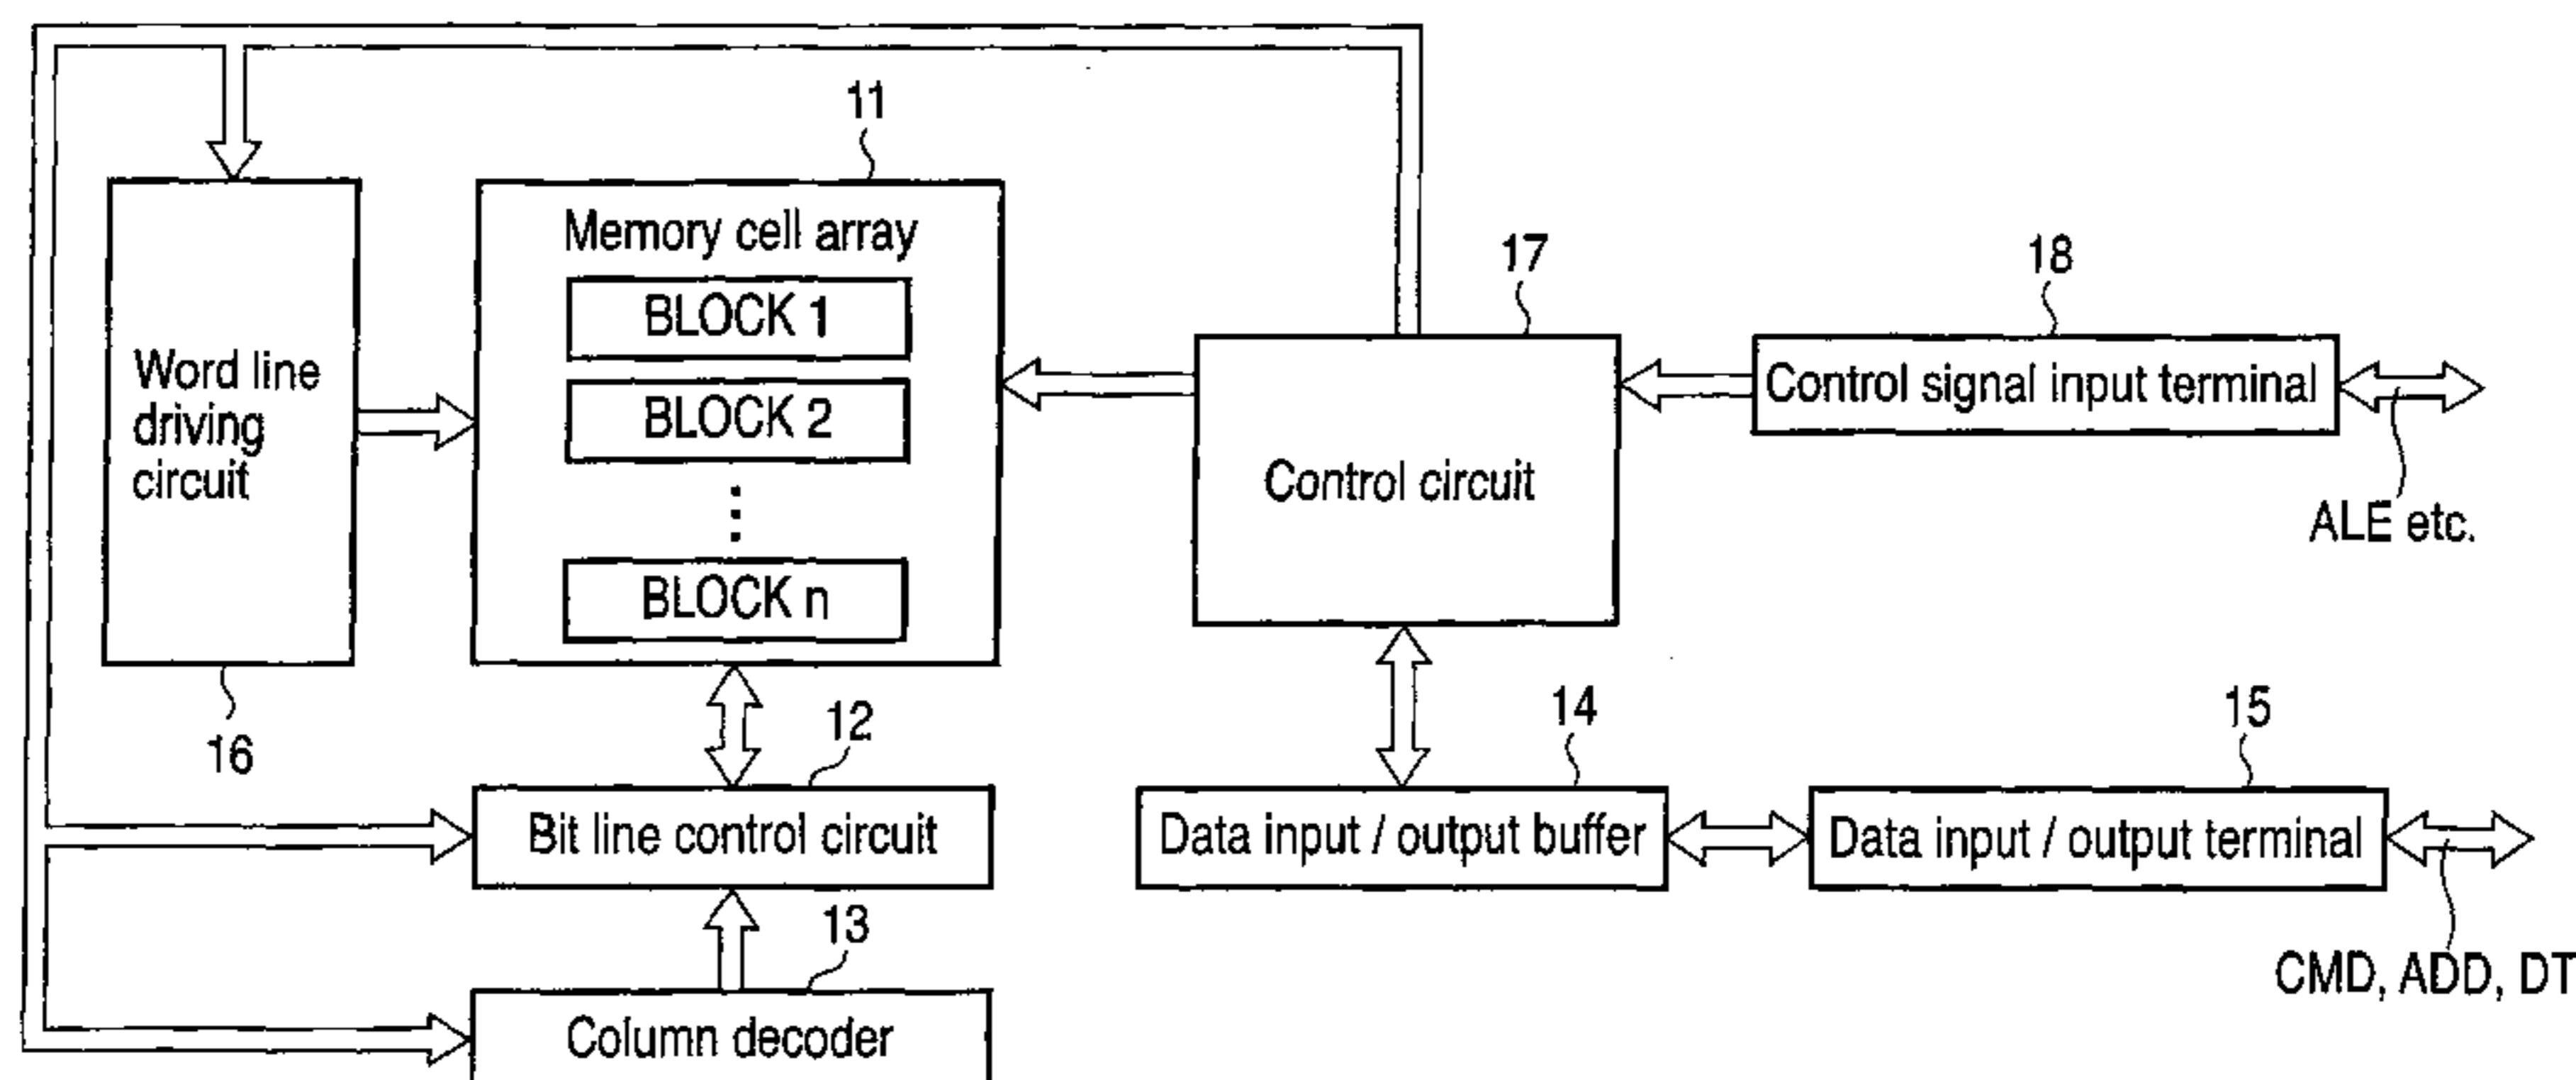 11
Memory cell array
BLOCK 1
BLOCK 2
BLOCK n
Word line
driving
circuit
16
17
Control circuit
18
Control signal input terminal
ALE etc.
12
Bit line control circuit
13
Column decoder
14
Data input / output buffer
15
Data input / output terminal
CMD, ADD, DT